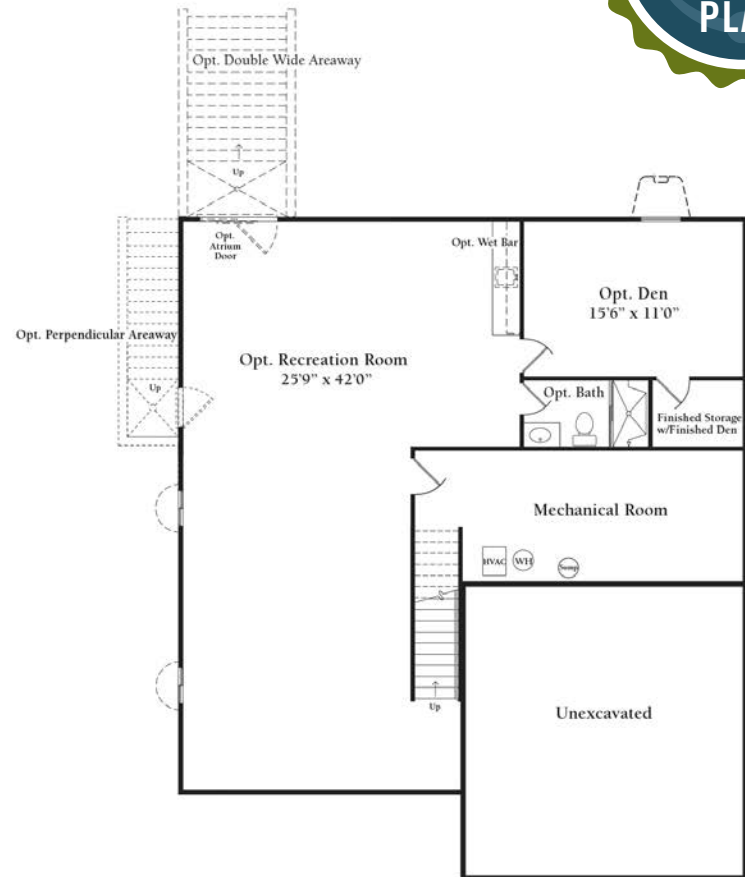 PLA
Opt. Double Wide Areaway
Up
Opt.
Atrium
Door
Opt. Wet Bar
Opt. Den
15'6” x 11'0”
Opt. Perpendicular Areaway
Opt. Recreation Room
25'9” x 42'0”
Up
Opt. Bath
Finished Storage
w/Finished Den
Mechanical Room
HVAC
WH
Sump
Up
Unexcavated